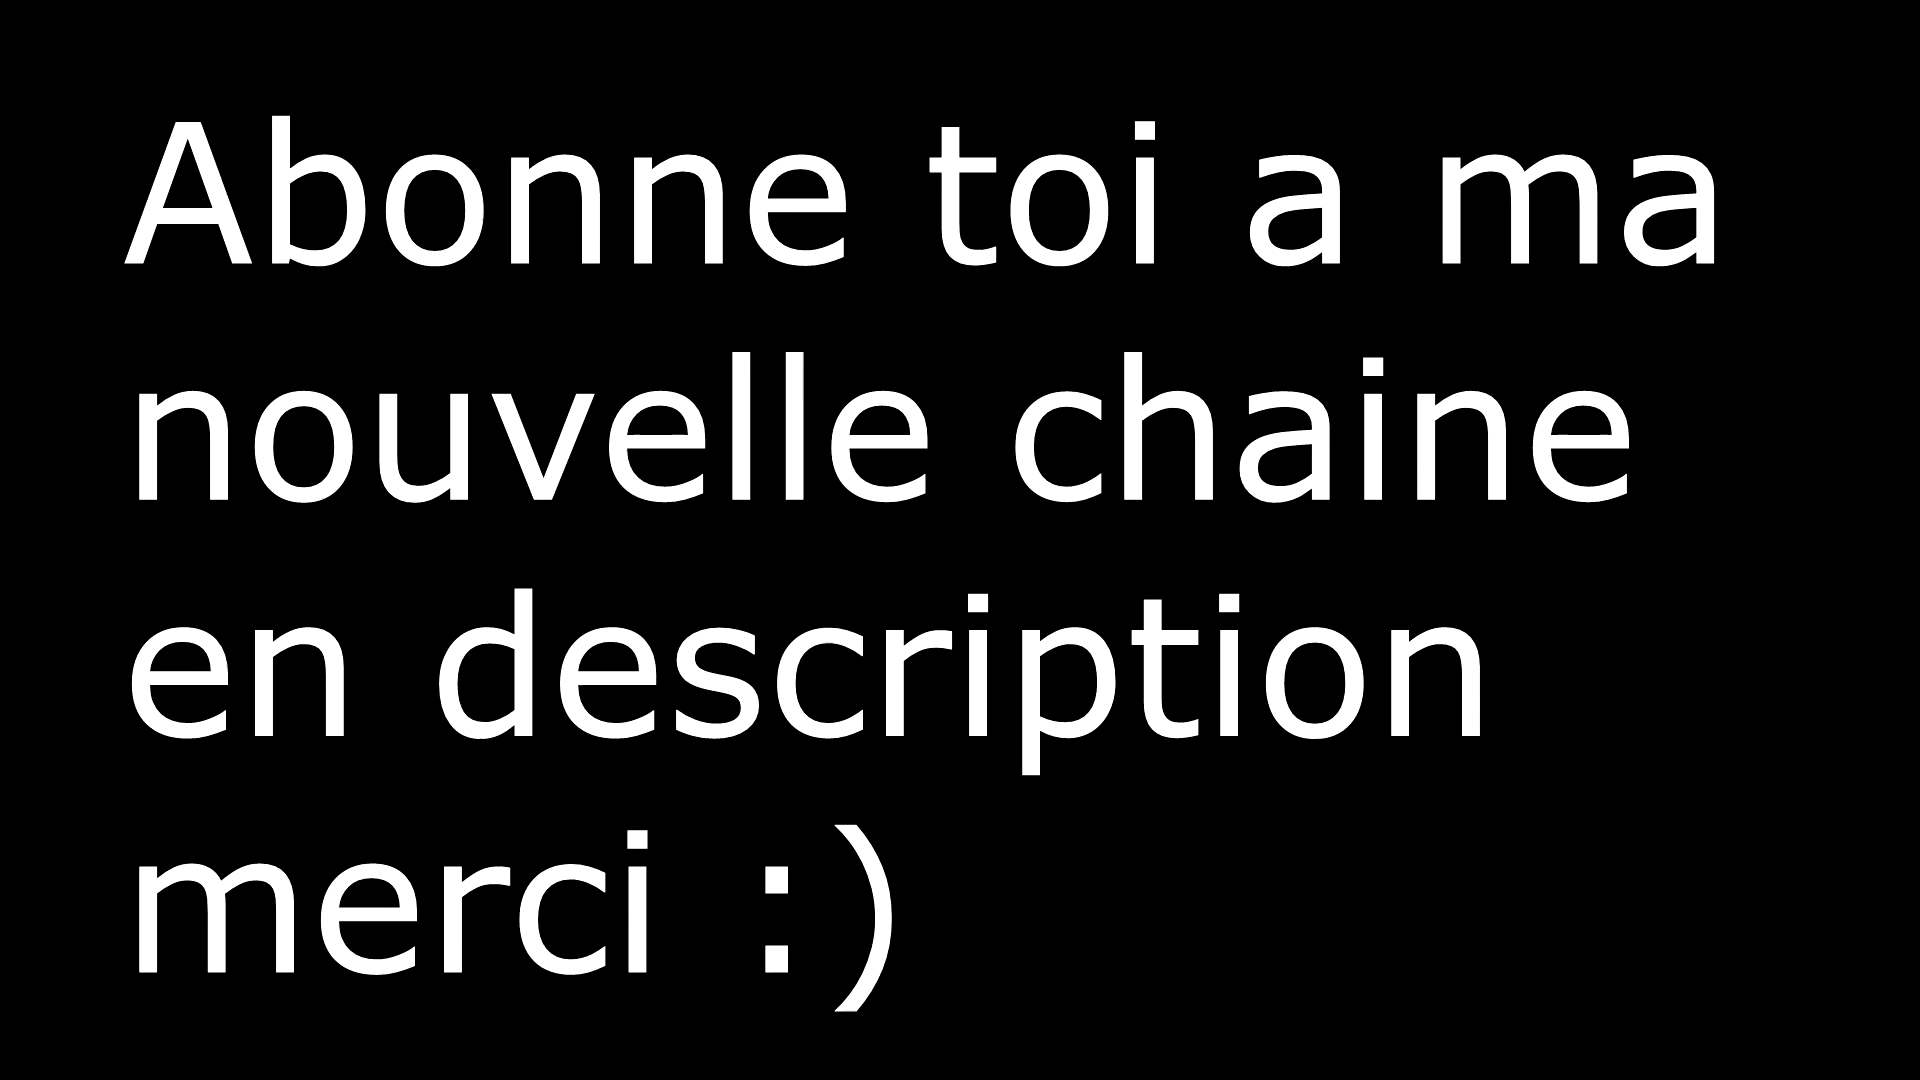 Abonne toi a ma
nouvelle chaine
en description
merci :)